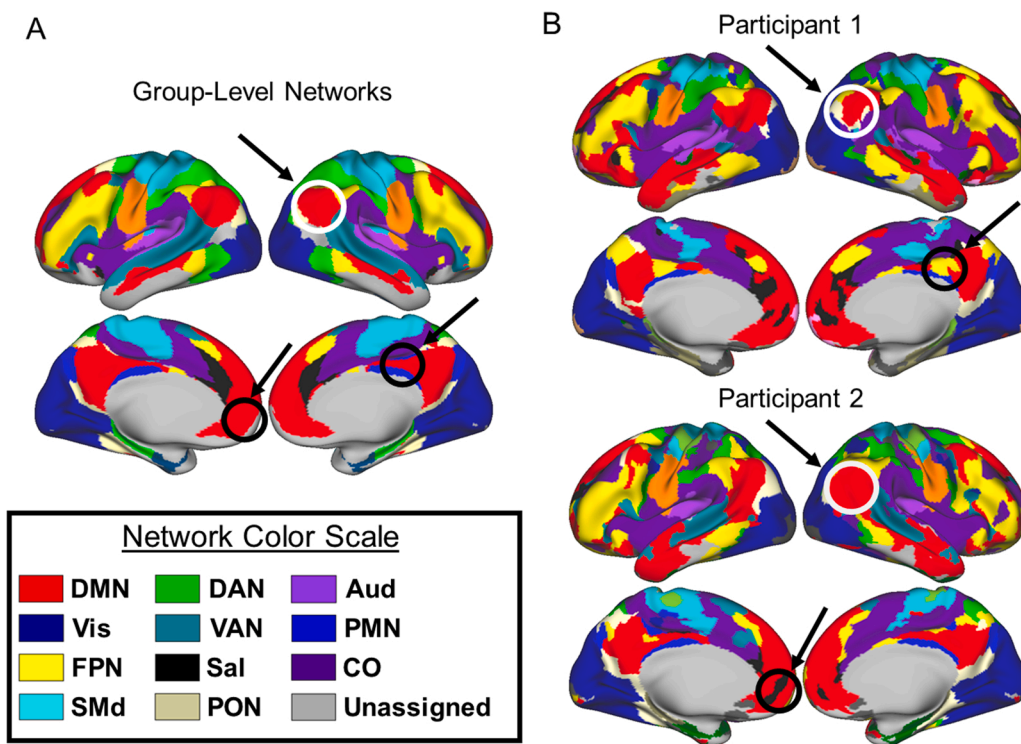 A
Group-Level Networks
Network Color Scale
DMN DAN Aud
Vis VAN PMN
FPN Sal CO
SMd PON Unassigned
B
Participant 1
Participant 2